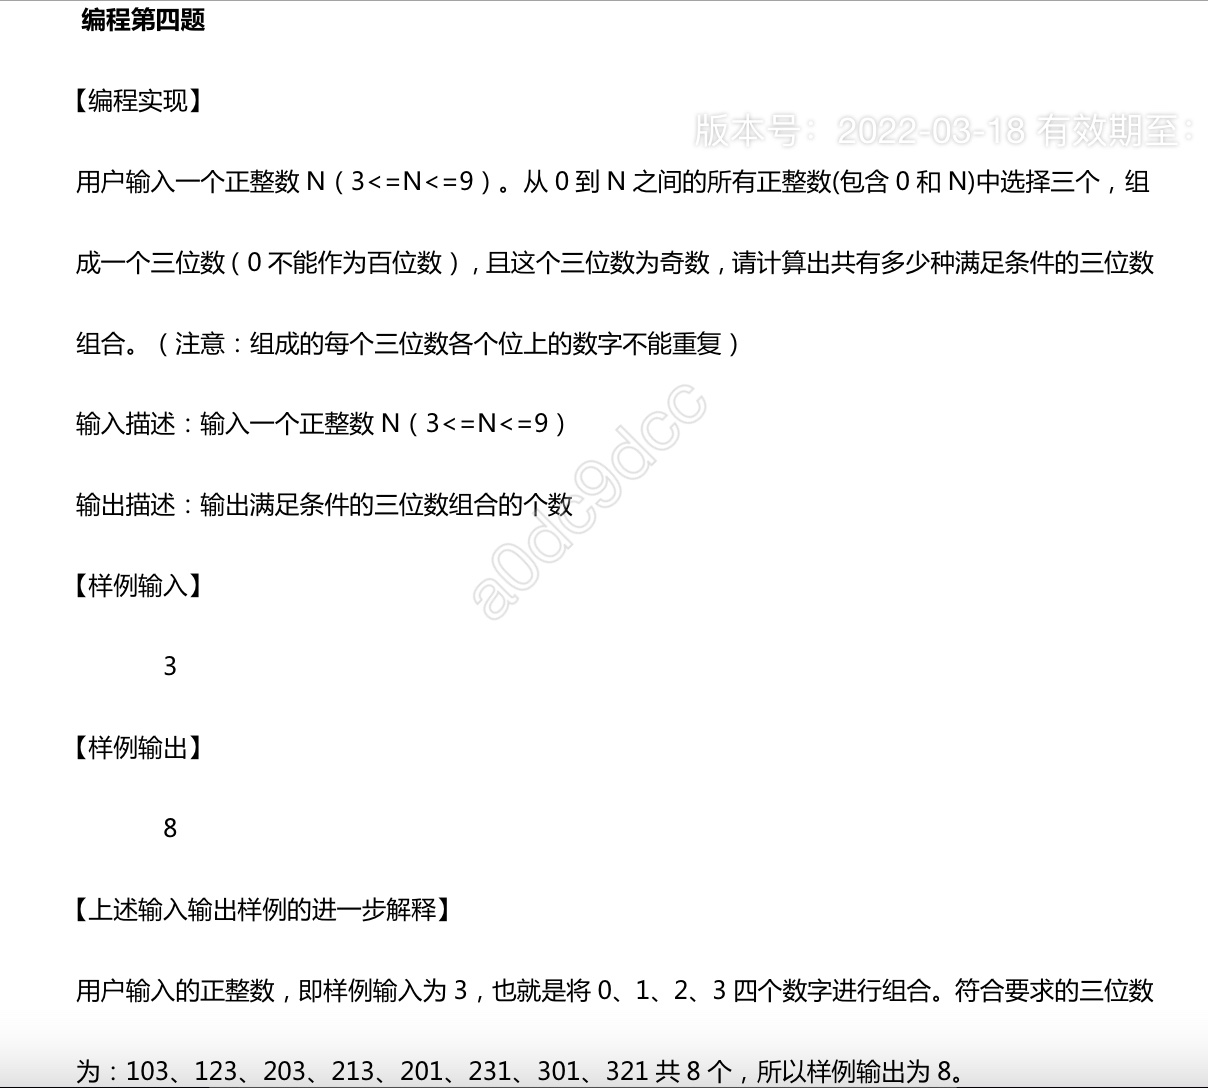 编程第四题
【编程实现】
版本号：2022-03-18 有效期至：
用户输入一个正整数 N（3<=N<=9）。从 0 到 N 之间的所有正整数(包含 0 和 N)中选择三个，组
成一个三位数（0 不能作为百位数），且这个三位数为奇数，请计算出共有多少种满足条件的三位数
组合。（注意：组成的每个三位数各个位上的数字不能重复）
输入描述：输入一个正整数 N（3<=N<=9）
输出描述：输出满足条件的三位数组合的个数
a0dc9dcc
【样例输入】
3
【样例输出】
8
【上述输入输出样例的进一步解释】
用户输入的正整数，即样例输入为 3，也就是将 0、1、2、3 四个数字进行组合。符合要求的三位数
为：103、123、203、213、201、231、301、321 共 8 个，所以样例输出为 8。